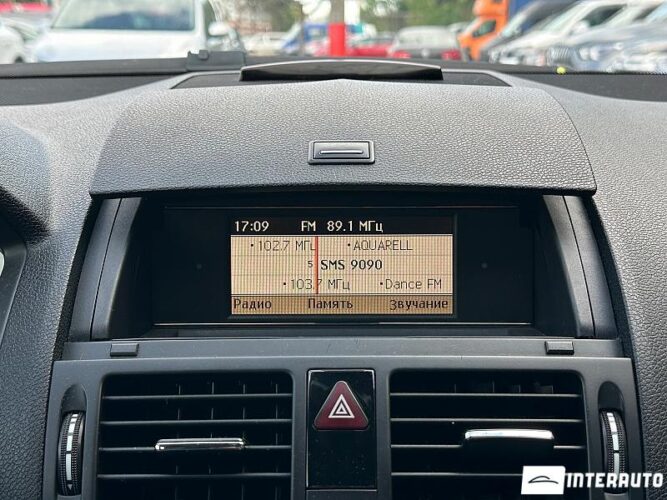 17:09 FM 89.1 МГц
•102.7 МГц •AQUARELL
5 SMS 9090
•103.7 МГц •Dance FM
Радио Память Звучание
INTERAUTO